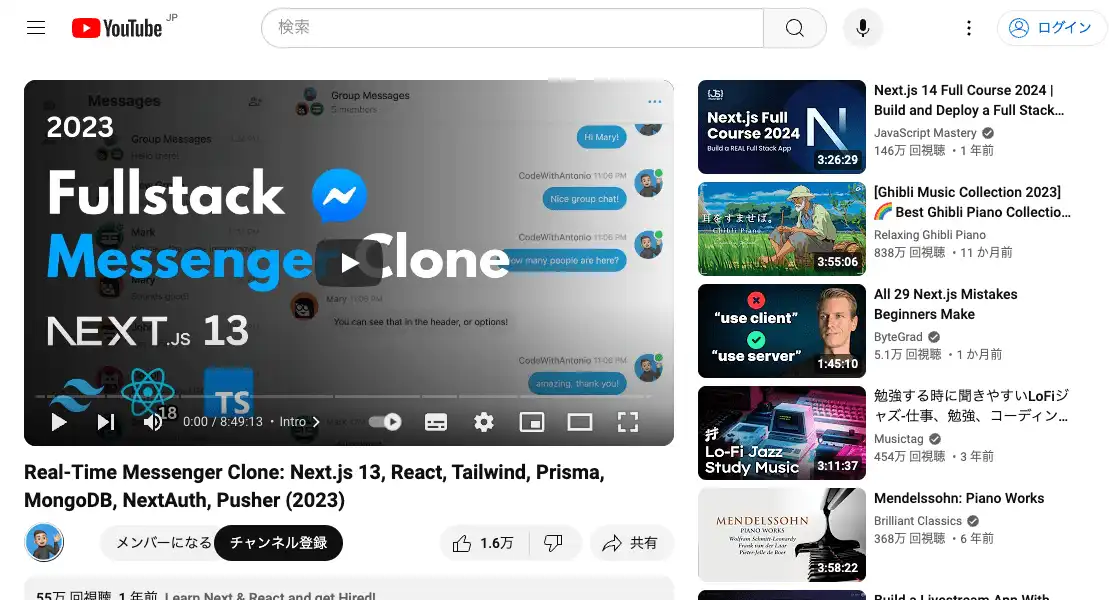 YouTube JP
検索
ログイン
Messages
Group Messages
5 members
2023
Group Messages
Hi Mary!
Fullstack
CodeWithAntonio 11:06 PM
Nice group chat!
Mark
CodeWithAntonio 11:06 PM
Messenger Clone
how many people are here?
Mary
Sounds good!
Mary 11:09 PM
You can see that in the header, or options!
NEXT.JS 13
CodeWithAntonio 11:06 PM
amazing, thank you!
18
TS
0:00 / 8:49:13 • Intro
Real-Time Messenger Clone: Next.js 13, React, Tailwind, Prisma,
MongoDB, NextAuth, Pusher (2023)
メンバーになる
チャンネル登録
1.6万
共有
55万 回視聴 1 年前 Learn Next & React and get Hired!
(JS)
Next.js Full
Course 2024
Build a REAL Full Stack App
N
3:26:29
Next.js 14 Full Course 2024 |
Build and Deploy a Full Stack…
JavaScript Mastery
146万 回視聴 ・1 年前
耳をすませば。
Ghibli Piano
3:55:06
[Ghibli Music Collection 2023]
🌈 Best Ghibli Piano Collectio…
Relaxing Ghibli Piano
838万 回視聴 ・11 か月前
“use client”
“use server”
1:45:10
All 29 Next.js Mistakes
Beginners Make
ByteGrad
5.1万 回視聴 ・1 か月前
Lo-Fi Jazz
Study Music
3:11:37
勉強する時に聞きやすいLoFiジ
ャズ-仕事、勉強、コーディン…
Musictag
454万 回視聴 ・3 年前
MENDELSSOHN
PIANO WORKS
Wolfram Schmitt-Leonardy
Frank van der Laar
Pieter-Jelle de Boer
3:58:22
Mendelssohn: Piano Works
Brilliant Classics
368万 回視聴 ・6 年前
Build a Livestream App With